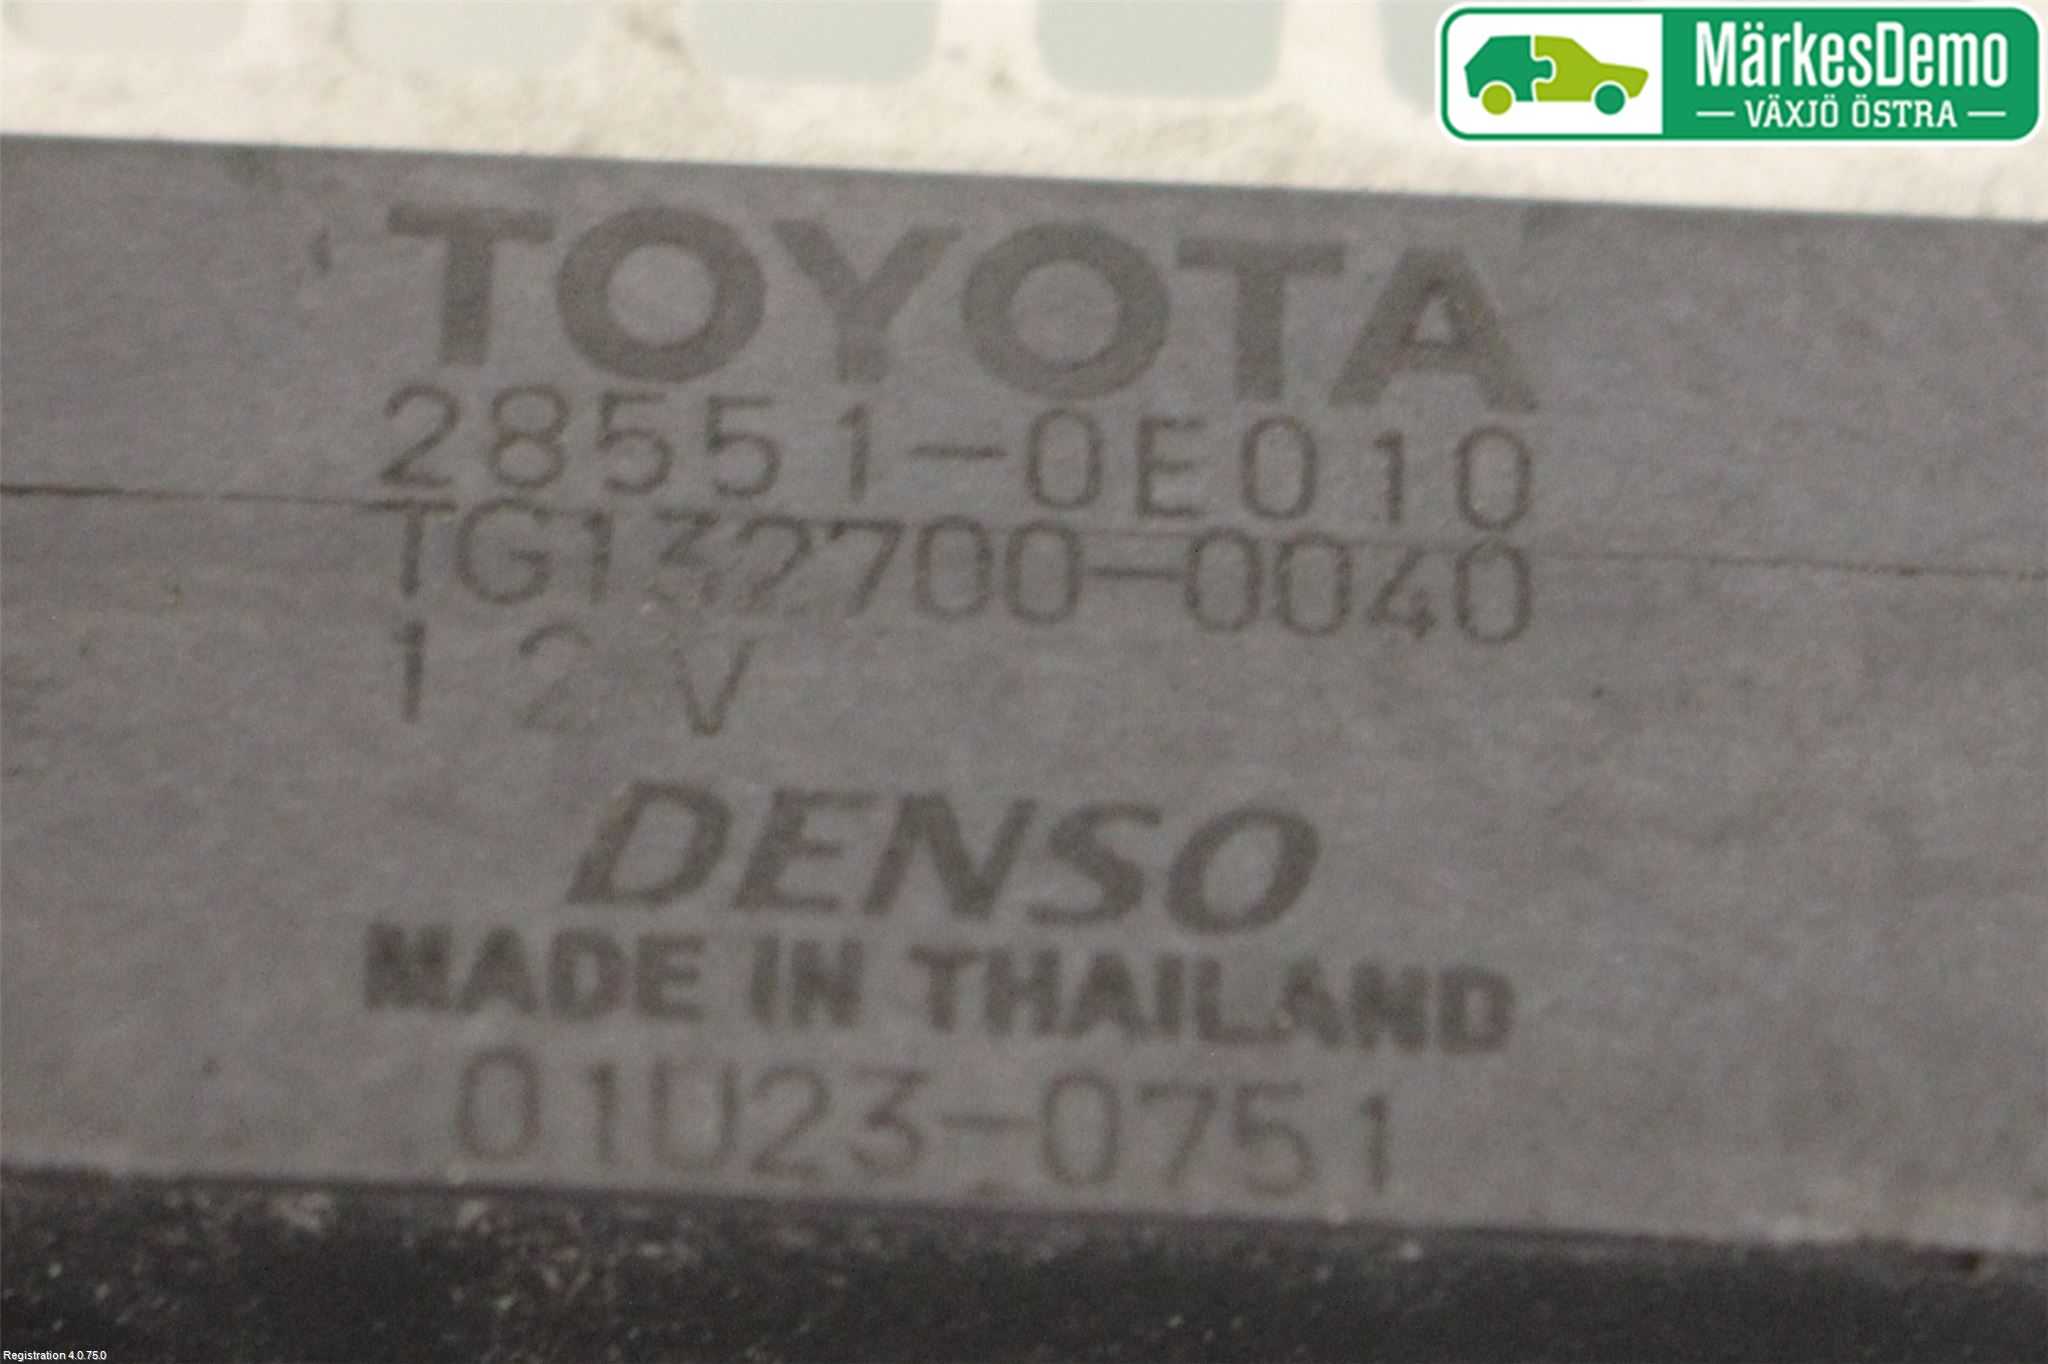 MärkesDemo
VÄXJÖ ÖSTRA
TOYOTA
28551-0E010
TG132700-0040
12V
DENSO
MADE IN THAILAND
01U23-0751
Registration 4.0.75.0